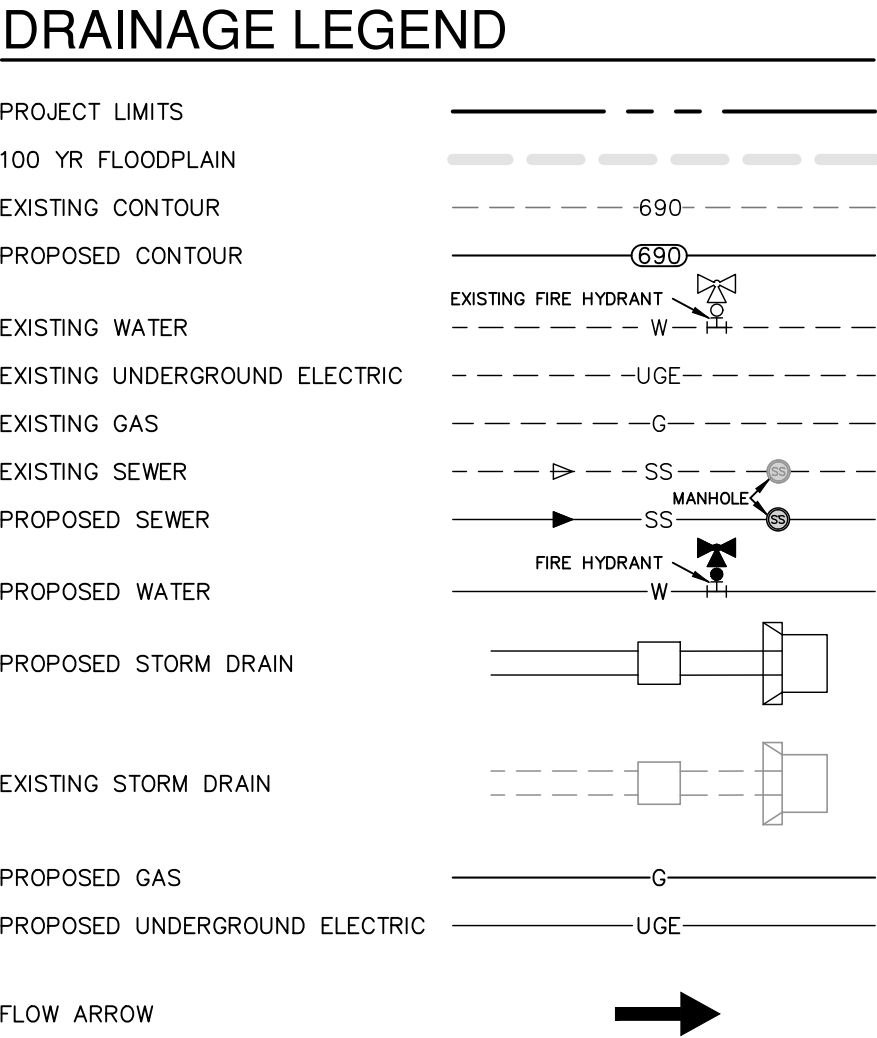 DRAINAGE LEGEND
PROJECT LIMITS
100 YR FLOODPLAIN
EXISTING CONTOUR 690
PROPOSED CONTOUR 690
EXISTING FIRE HYDRANT
EXISTING WATER W
EXISTING UNDERGROUND ELECTRIC UGE
EXISTING GAS G
EXISTING SEWER SS SS
MANHOLE
PROPOSED SEWER SS SS
FIRE HYDRANT
PROPOSED WATER W
PROPOSED STORM DRAIN
EXISTING STORM DRAIN
PROPOSED GAS G
PROPOSED UNDERGROUND ELECTRIC UGE
FLOW ARROW